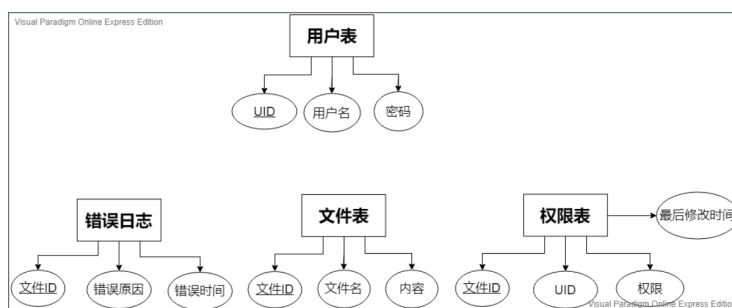 Visual Paradigm Online Express Edition
用户表
UID
用户名
密码
错误日志
文件表
权限表
最后修改时间
文件ID
错误原因
错误时间
文件ID
文件名
内容
文件ID
UID
权限
Visual Paradigm Online Express Edition